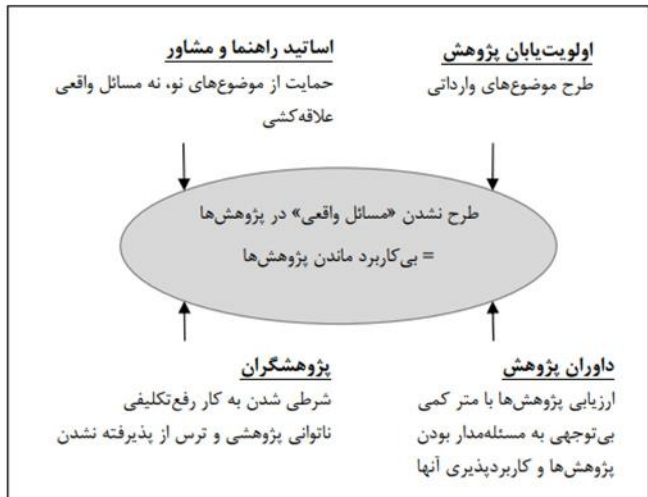 اولویت‌یابان پژوهش
طرح موضوع‌های وارداتی
اساتید راهنما و مشاور
حمایت از موضوع‌های نو، نه مسائل واقعی
علاقه‌کشی
طرح نشدن «مسائل واقعی» در پژوهش‌ها
= بی‌کاربرد ماندن پژوهش‌ها
داوران پژوهش
ارزیابی پژوهش‌ها با متر کمی
بی‌توجهی به مسئله‌مدار بودن
پژوهش‌ها و کاربردپذیری آنها
پژوهشگران
شرطی شدن به کار رفع‌تکلیفی
ناتوانی پژوهشی و ترس از پذیرفته نشدن